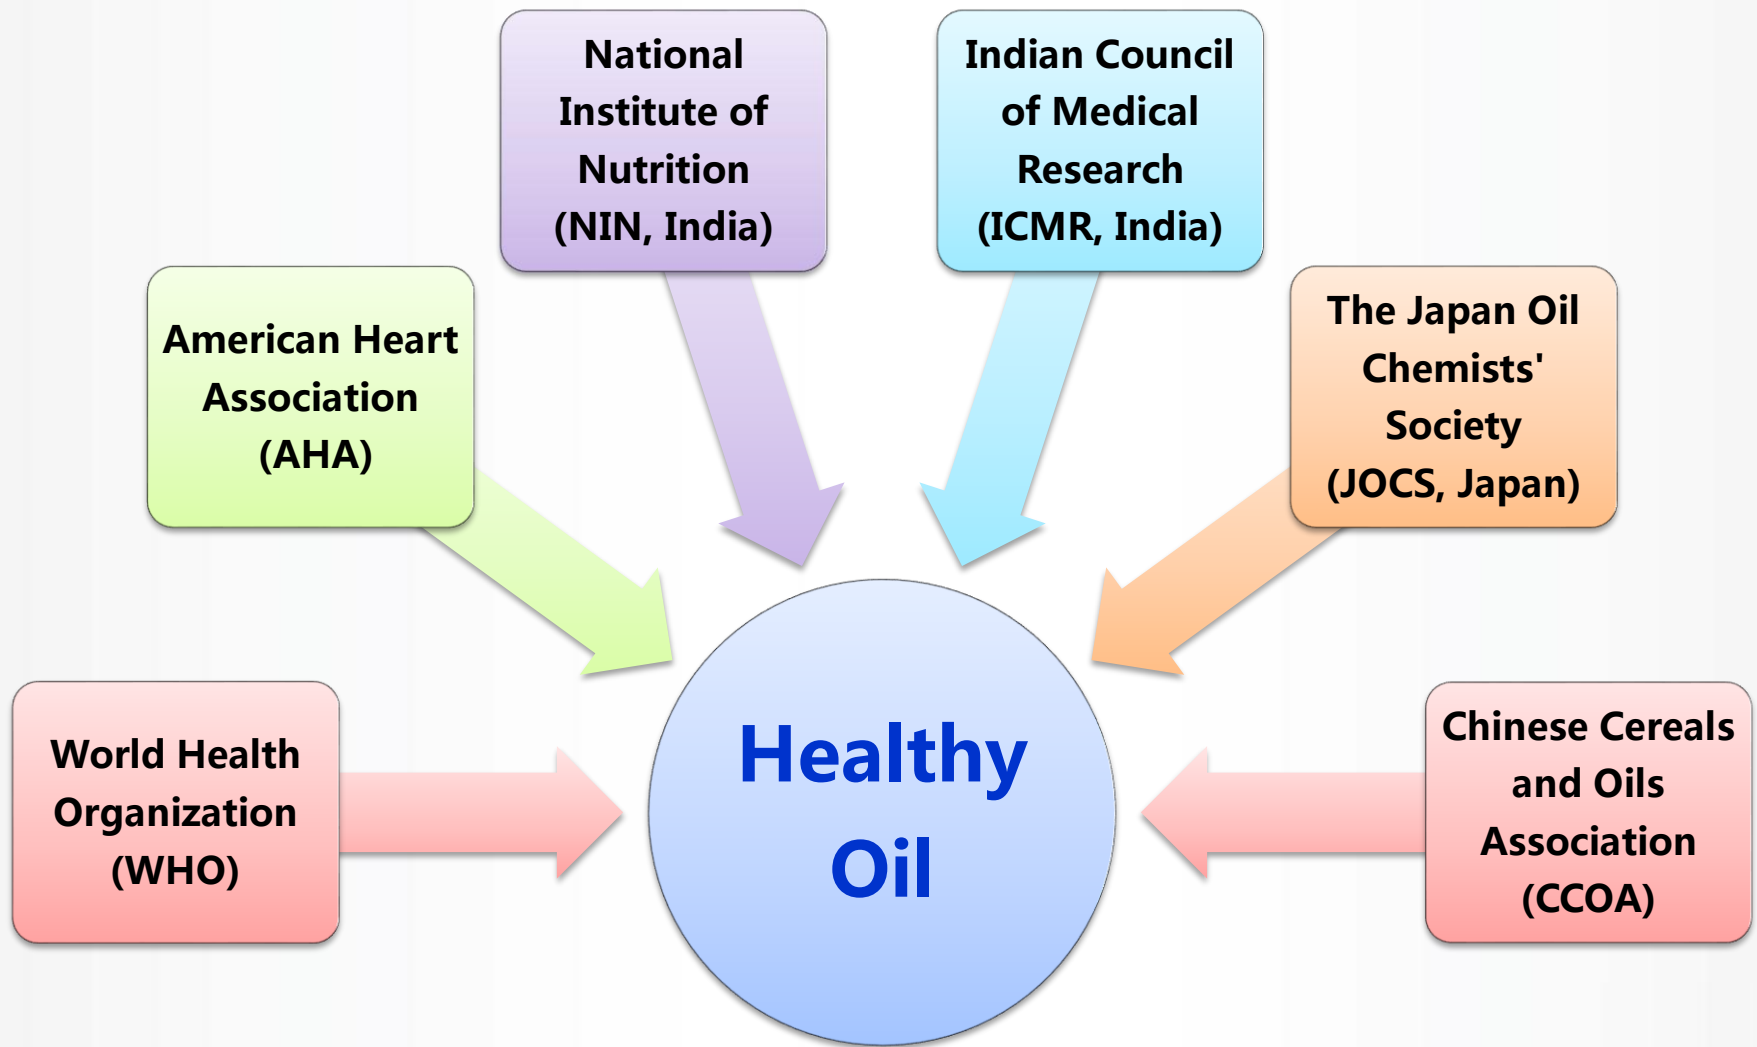 National
Institute of
Nutrition
(NIN, India)
Indian Council
of Medical
Research
(ICMR, India)
American Heart
Association
(AHA)
The Japan Oil
Chemists'
Society
(JOCS, Japan)
World Health
Organization
(WHO)
Healthy
Oil
Chinese Cereals
and Oils
Association
(CCOA)